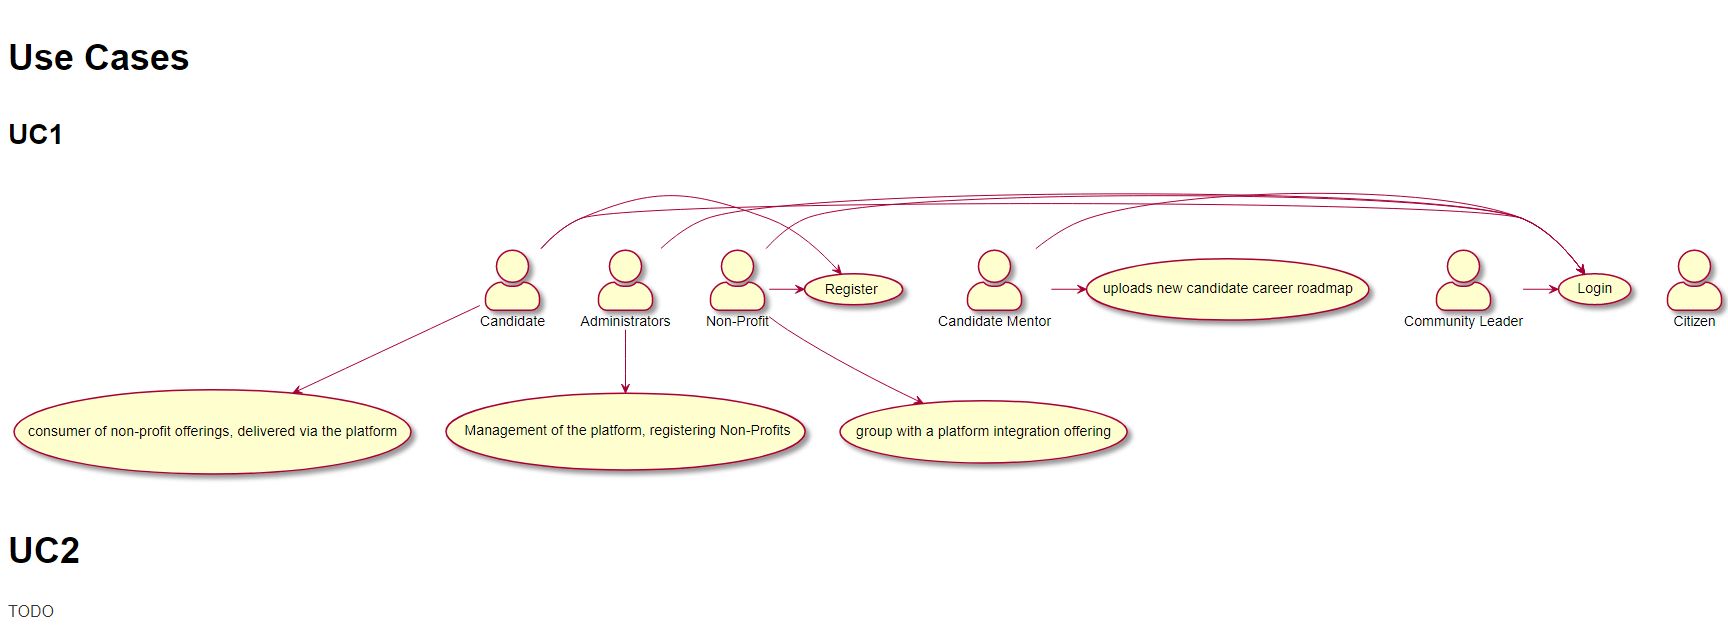 Use Cases
UC1
Register
uploads new candidate career roadmap
Login
Candidate
Administrators
Non-Profit
Candidate Mentor
Community Leader
Citizen
consumer of non-profit offerings, delivered via the platform
Management of the platform, registering Non-Profits
group with a platform integration offering
UC2
TODO